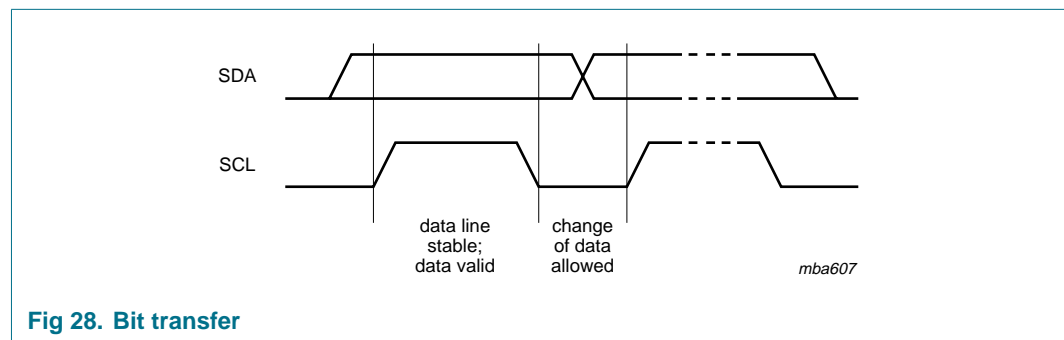 SDA
SCL
data line
stable;
data valid
change
of data
allowed
mba607
Fig 28. Bit transfer